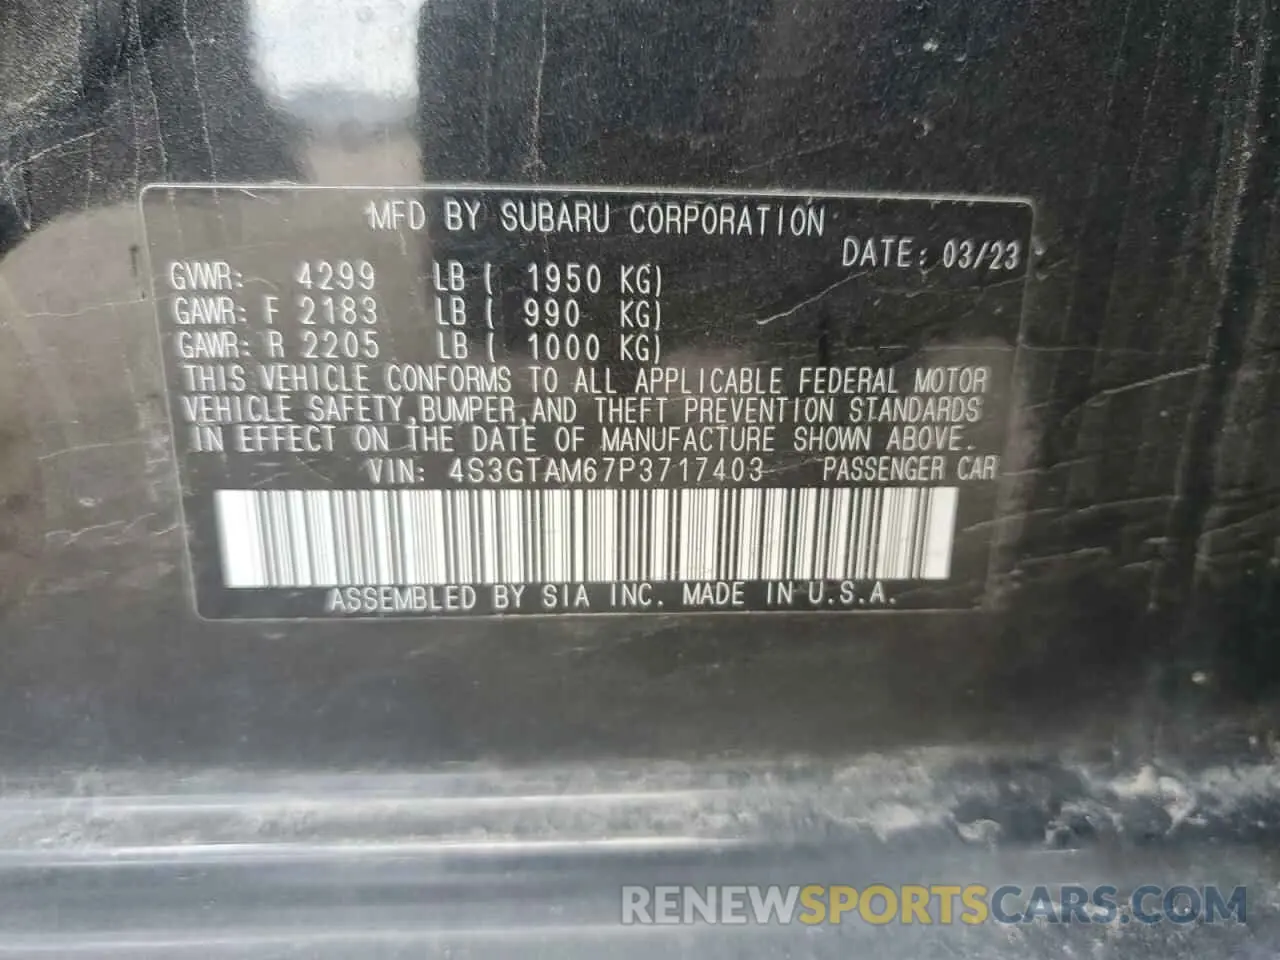 MFD BY SUBARU CORPORATION
DATE: 03/23
GVWR: 4299 LB ( 1950 KG)
GAWR: F 2183 LB ( 990 KG)
GAWR: R 2205 LB ( 1000 KG)
THIS VEHICLE CONFORMS TO ALL APPLICABLE FEDERAL MOTOR
VEHICLE SAFETY,BUMPER,AND THEFT PREVENTION STANDARDS
IN EFFECT ON THE DATE OF MANUFACTURE SHOWN ABOVE.
VIN: 4S3GTAM67P3717403 PASSENGER CAR
ASSEMBLED BY SIA INC. MADE IN U.S.A.
RENEWSPORTSCARS.COM